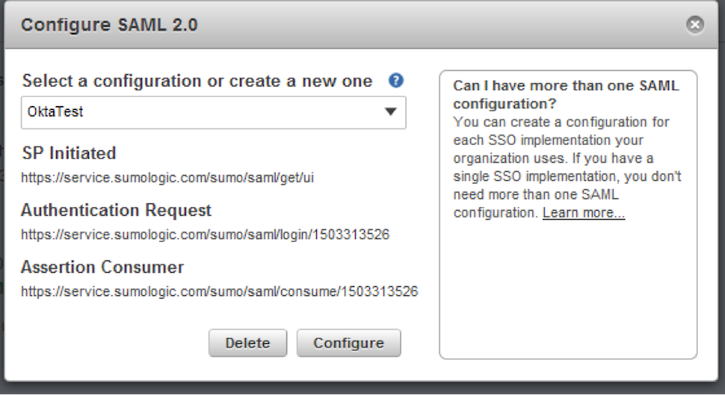 Configure SAML 2.0
Select a configuration or create a new one ?
OktaTest
SP Initiated
https://service.sumologic.com/sumo/saml/get/ui
Authentication Request
https://service.sumologic.com/sumo/saml/login/1503313526
Assertion Consumer
https://service.sumologic.com/sumo/saml/consume/1503313526
Delete
Configure
Can I have more than one SAML
configuration?
You can create a configuration for
each SSO implementation your
organization uses. If you have a
single SSO implementation, you don't
need more than one SAML
configuration. Learn more...